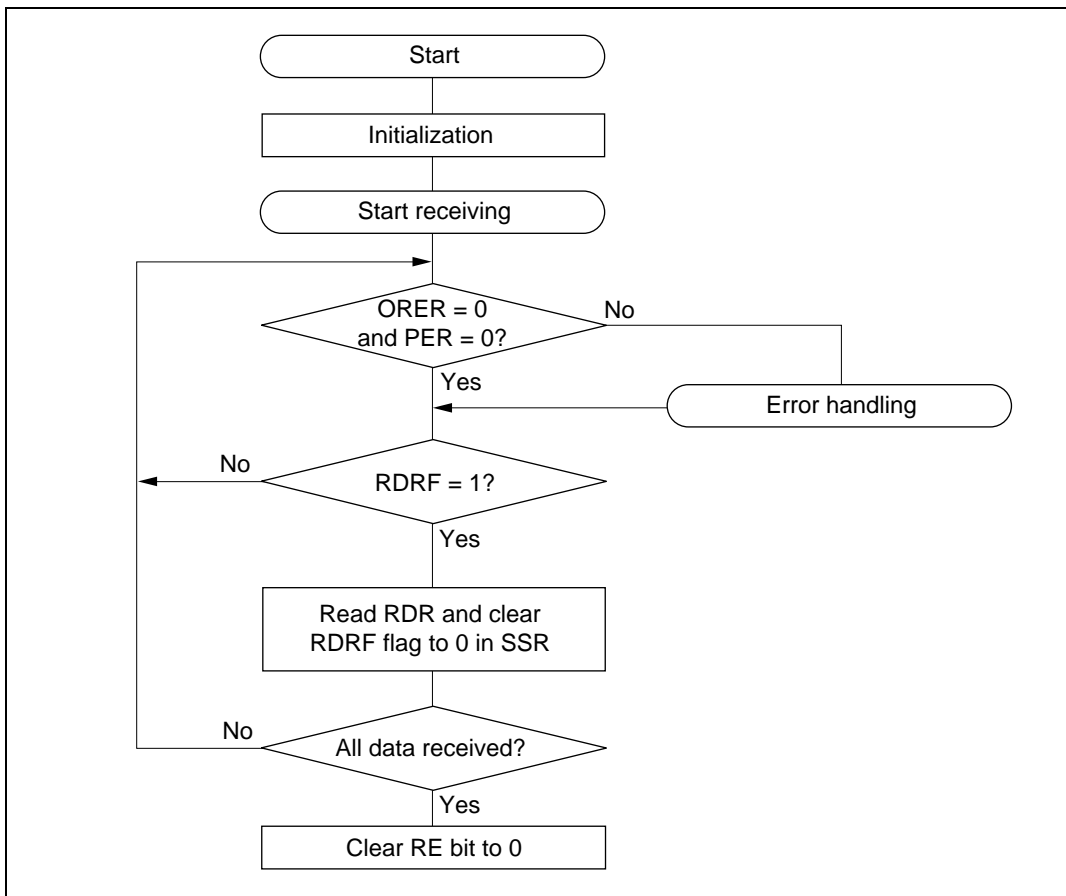 Start
Initialization
Start receiving
ORER = 0
and PER = 0?
No
Yes
Error handling
No
RDRF = 1?
Yes
Read RDR and clear
RDRF flag to 0 in SSR
No
All data received?
Yes
Clear RE bit to 0